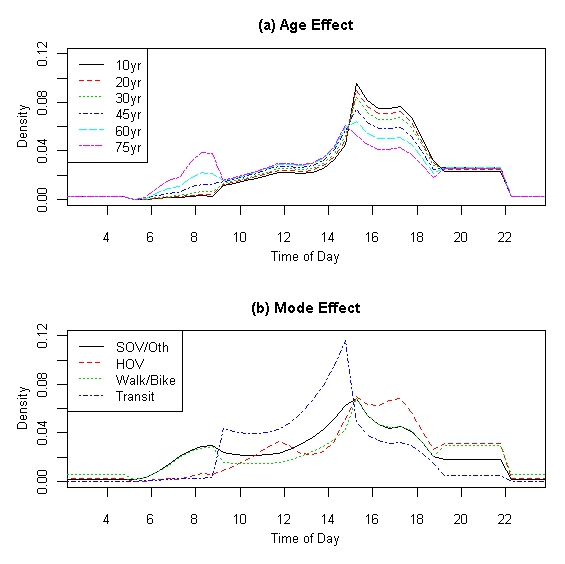 (a) Age Effect
0.12
0.08
0.04
0.00
Density
10yr
20yr
30yr
45yr
60yr
75yr
4 6 8 10 12 14 16 18 20 22
Time of Day
(b) Mode Effect
0.12
0.08
0.04
0.00
Density
SOV/Oth
HOV
Walk/Bike
Transit
4 6 8 10 12 14 16 18 20 22
Time of Day